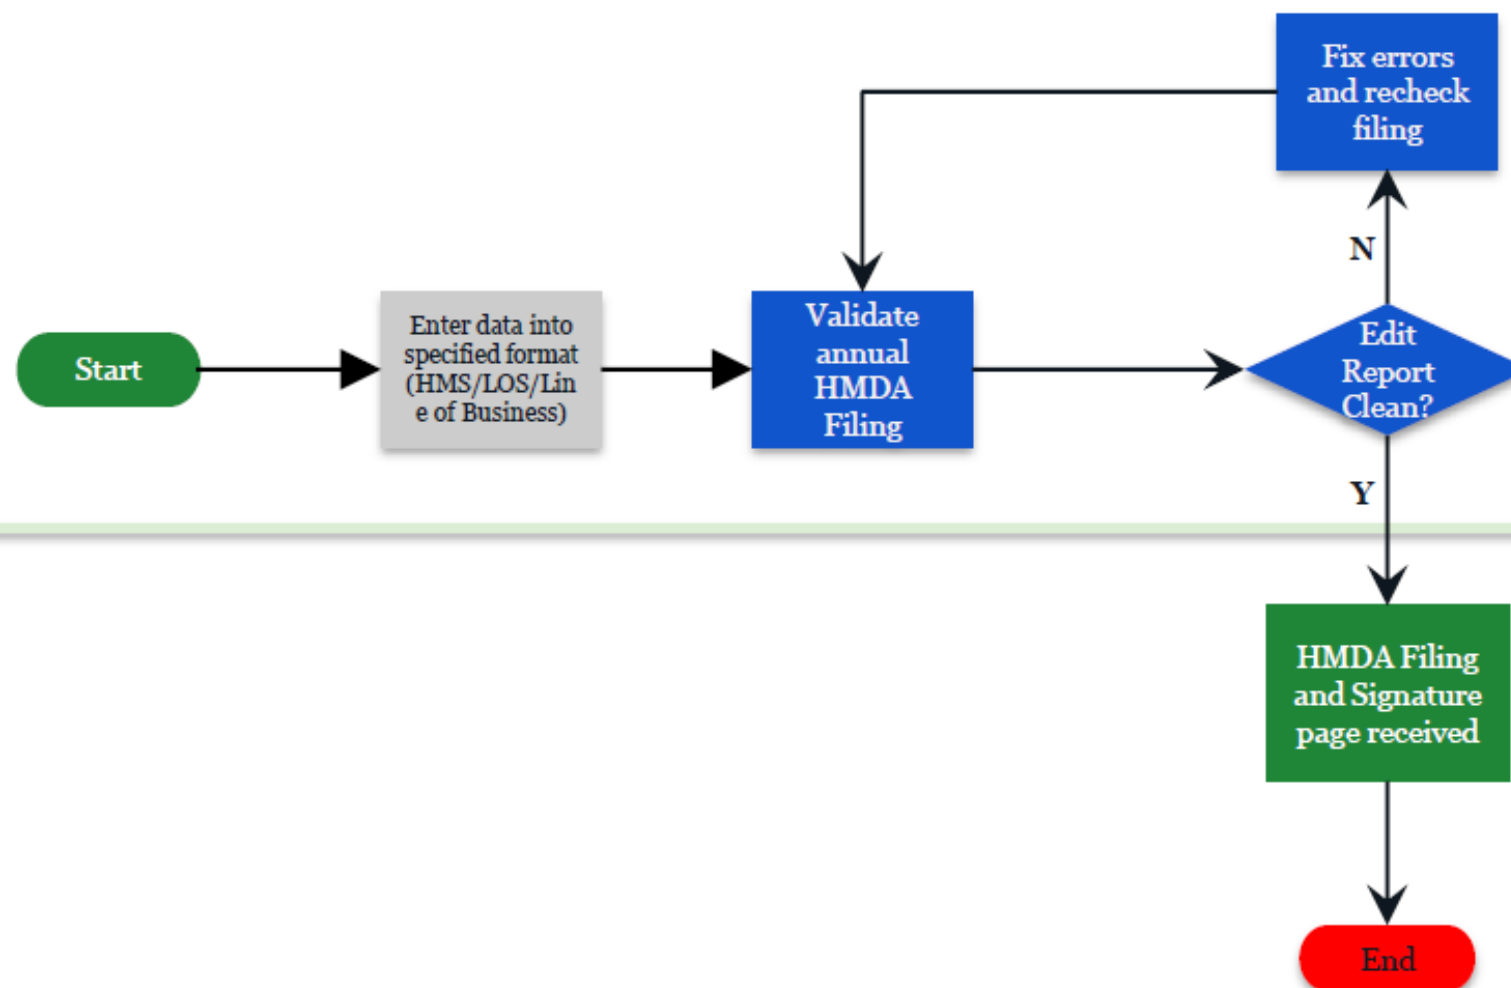 Fix errors
and recheck
filing
N
Start
Enter data into
specified format
(HMS/LOS/Lin
e of Business)
Validate
annual
HMDA
Filing
Edit
Report
Clean?
Y
HMDA Filing
and Signature
page received
End